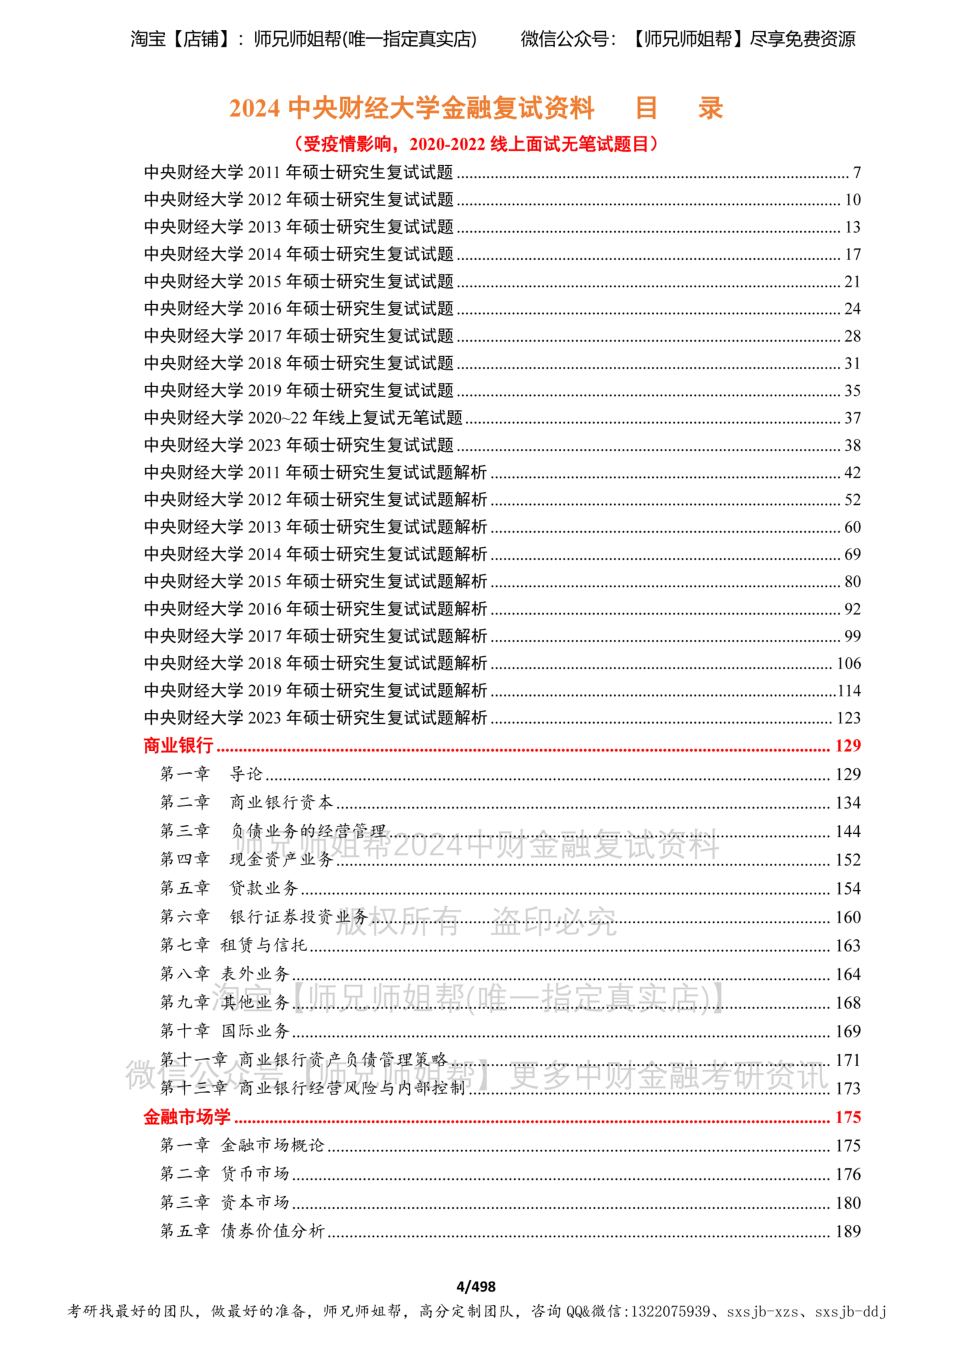 淘宝【店铺】：师兄师姐帮(唯一指定真实店) 微信公众号：【师兄师姐帮】尽享免费资源
2024 中央财经大学金融复试资料 目 录
（受疫情影响，2020-2022 线上面试无笔试题目）
中央财经大学 2011 年硕士研究生复试试题 7
中央财经大学 2012 年硕士研究生复试试题 10
中央财经大学 2013 年硕士研究生复试试题 13
中央财经大学 2014 年硕士研究生复试试题 17
中央财经大学 2015 年硕士研究生复试试题 21
中央财经大学 2016 年硕士研究生复试试题 24
中央财经大学 2017 年硕士研究生复试试题 28
中央财经大学 2018 年硕士研究生复试试题 31
中央财经大学 2019 年硕士研究生复试试题 35
中央财经大学 2020~22 年线上复试无笔试题 37
中央财经大学 2023 年硕士研究生复试试题 38
中央财经大学 2011 年硕士研究生复试试题解析 42
中央财经大学 2012 年硕士研究生复试试题解析 52
中央财经大学 2013 年硕士研究生复试试题解析 60
中央财经大学 2014 年硕士研究生复试试题解析 69
中央财经大学 2015 年硕士研究生复试试题解析 80
中央财经大学 2016 年硕士研究生复试试题解析 92
中央财经大学 2017 年硕士研究生复试试题解析 99
中央财经大学 2018 年硕士研究生复试试题解析 106
中央财经大学 2019 年硕士研究生复试试题解析 114
中央财经大学 2023 年硕士研究生复试试题解析 123
商业银行 129
第一章 导论 129
第二章 商业银行资本 134
第三章 负债业务的经营管理 144
师兄师姐帮2024中财金融复试资料
第四章 现金资产业务 152
第五章 贷款业务 154
第六章 银行证券投资业务 160
版权所有 盗印必究
第七章 租赁与信托 163
第八章 表外业务 164
淘宝【师兄师姐帮(唯一指定真实店)】
第九章 其他业务 168
第十章 国际业务 169
第十一章 商业银行资产负债管理策略 171
微信公众号【师兄师姐帮】更多中财金融考研资讯
第十二章 商业银行经营风险与内部控制 173
金融市场学 175
第一章 金融市场概论 175
第二章 货币市场 176
第三章 资本市场 180
第五章 债券价值分析 189
4/498
考研找最好的团队，做最好的准备，师兄师姐帮，高分定制团队，咨询 QQ&微信:1322075939、sxsjb-xzs、sxsjb-ddj